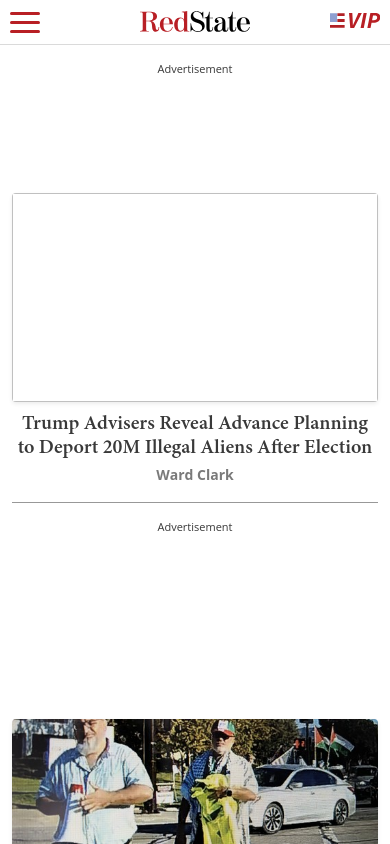 RedState
VIP
Advertisement
Trump Advisers Reveal Advance Planning
to Deport 20M Illegal Aliens After Election
Ward Clark
Advertisement